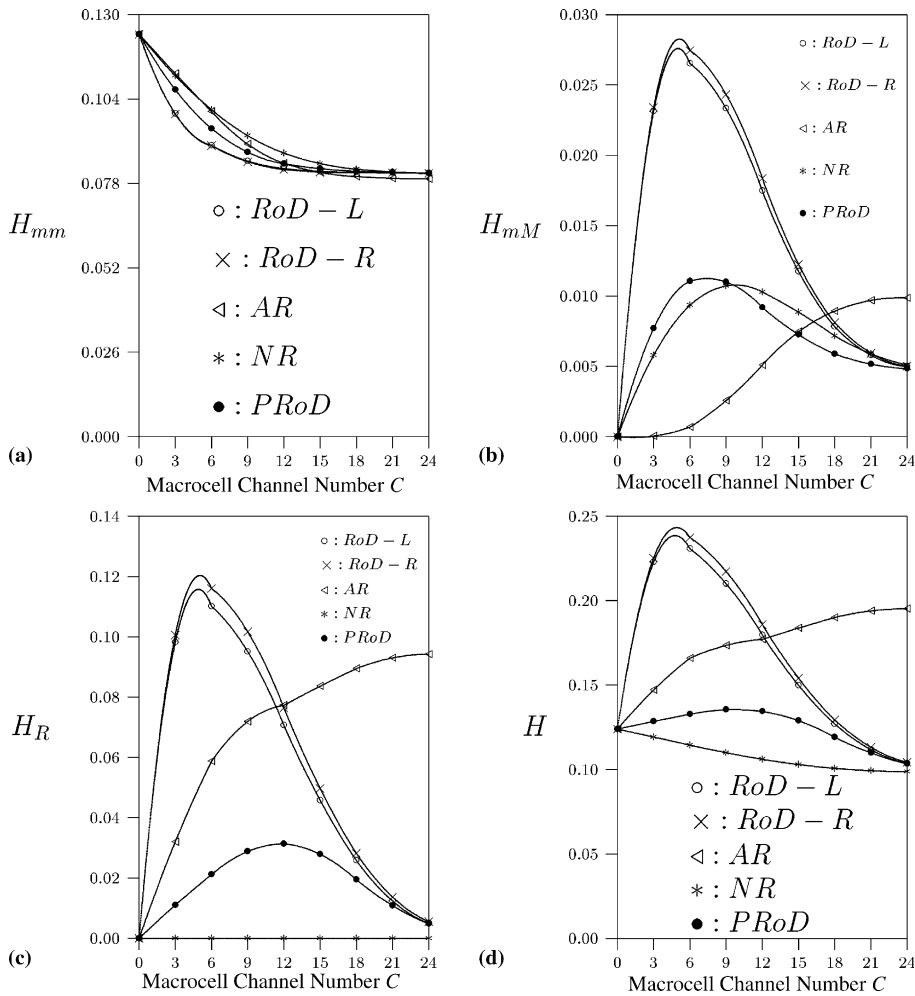 0.130
0.104
0.078
0.052
0.026
0.000
H_{mm}
○ : RoD − L
× : RoD − R
◁ : AR
* : NR
● : PRoD
0 3 6 9 12 15 18 21 24
(a)
Macrocell Channel Number C
0.030
0.025
0.020
0.015
0.010
0.005
0.000
H_{mM}
○ : RoD − L
× : RoD − R
◁ : AR
* : NR
● : PRoD
0 3 6 9 12 15 18 21 24
(b)
Macrocell Channel Number C
0.14
0.12
0.10
0.08
0.06
0.04
0.02
0.00
H_R
○ : RoD − L
× : RoD − R
◁ : AR
* : NR
● : PRoD
0 3 6 9 12 15 18 21 24
(c)
Macrocell Channel Number C
0.25
0.20
0.15
0.10
0.05
0.00
H
○ : RoD − L
× : RoD − R
◁ : AR
* : NR
● : PRoD
0 3 6 9 12 15 18 21 24
(d)
Macrocell Channel Number C